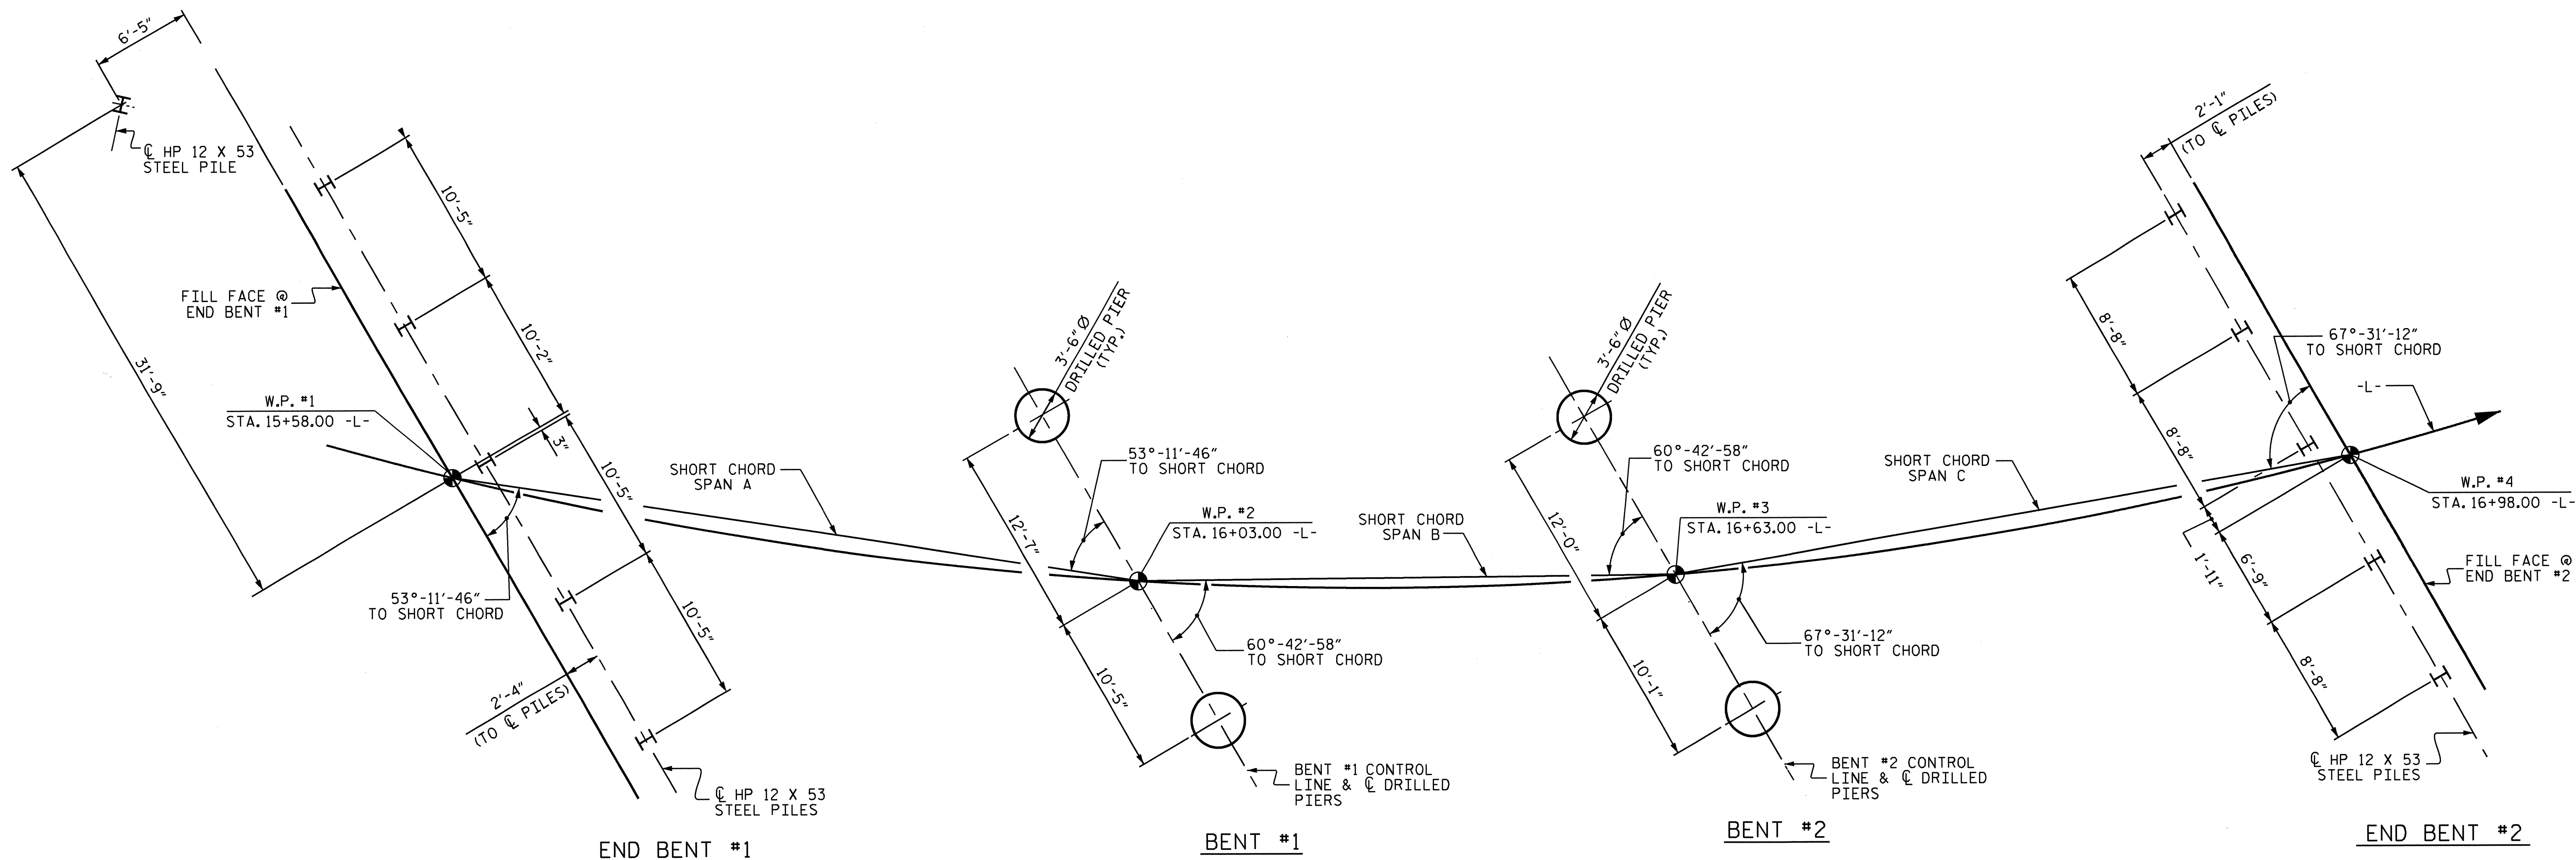 6'-5"
℄ HP 12 X 53
STEEL PILE
31'-9"
FILL FACE @
END BENT #1
W.P. #1
STA. 15+58.00 -L-
10'-5"
10'-2"
3"
10'-5"
10'-5"
53°-11'-46"
TO SHORT CHORD
2'-4"
(TO ℄ PILES)
℄ HP 12 X 53
STEEL PILES
END BENT #1
SHORT CHORD
SPAN A
3'-6" Ø
DRILLED PIER
(TYP.)
53°-11'-46"
TO SHORT CHORD
12'-7"
W.P. #2
STA. 16+03.00 -L-
10'-5"
60°-42'-58"
TO SHORT CHORD
BENT #1 CONTROL
LINE & ℄ DRILLED
PIERS
BENT #1
SHORT CHORD
SPAN B
3'-6" Ø
DRILLED PIER
(TYP.)
60°-42'-58"
TO SHORT CHORD
12'-0"
W.P. #3
STA. 16+63.00 -L-
10'-1"
67°-31'-12"
TO SHORT CHORD
BENT #2 CONTROL
LINE & ℄ DRILLED
PIERS
BENT #2
SHORT CHORD
SPAN C
2'-1"
(TO ℄ PILES)
8'-8"
8'-8"
1'-11"
6'-9"
8'-8"
67°-31'-12"
TO SHORT CHORD
-L-
W.P. #4
STA. 16+98.00 -L-
FILL FACE @
END BENT #2
℄ HP 12 X 53
STEEL PILES
END BENT #2